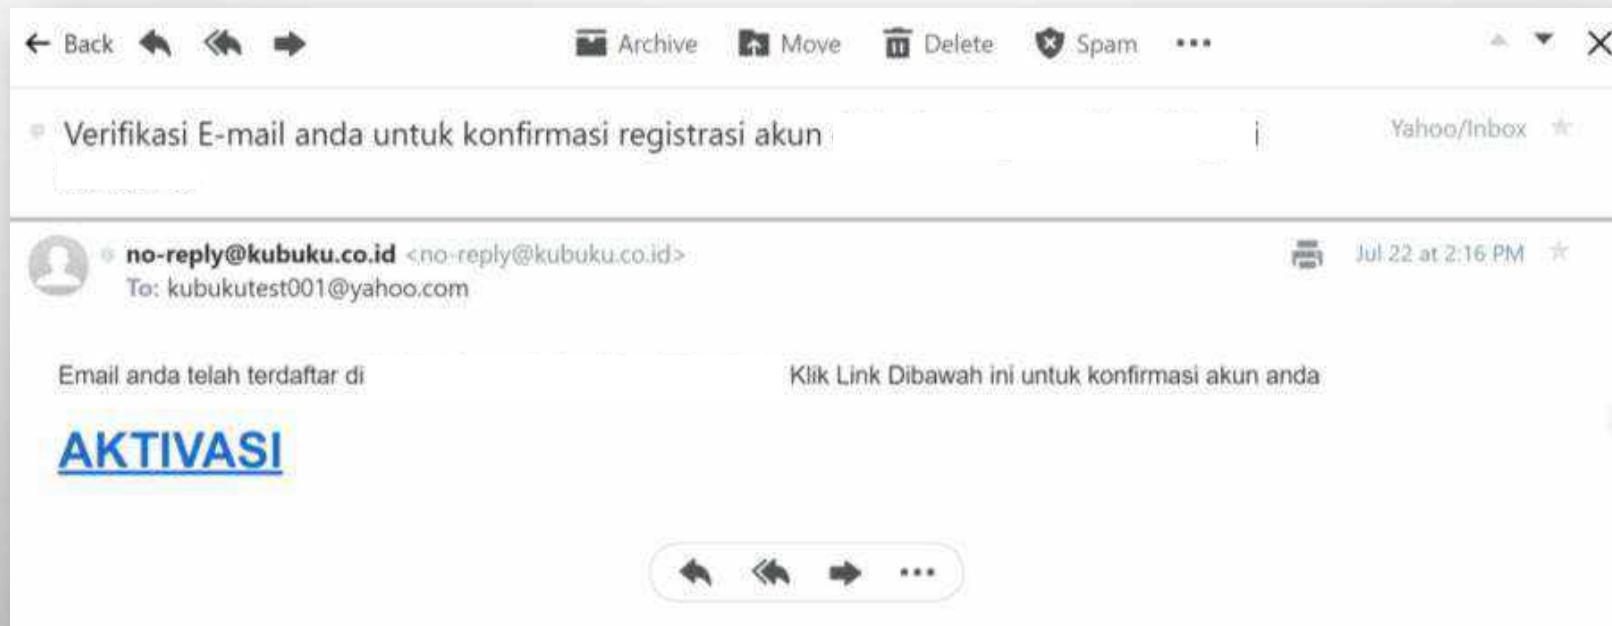 Back Archive Move Delete Spam
Verifikasi E-mail anda untuk konfirmasi registrasi akun i Yahoo/Inbox
no-reply@kubuku.co.id <no-reply@kubuku.co.id> Jul 22 at 2:16 PM
To: kubukutest001@yahoo.com
Email anda telah terdaftar di Klik Link Dibawah ini untuk konfirmasi akun anda
AKTIVASI